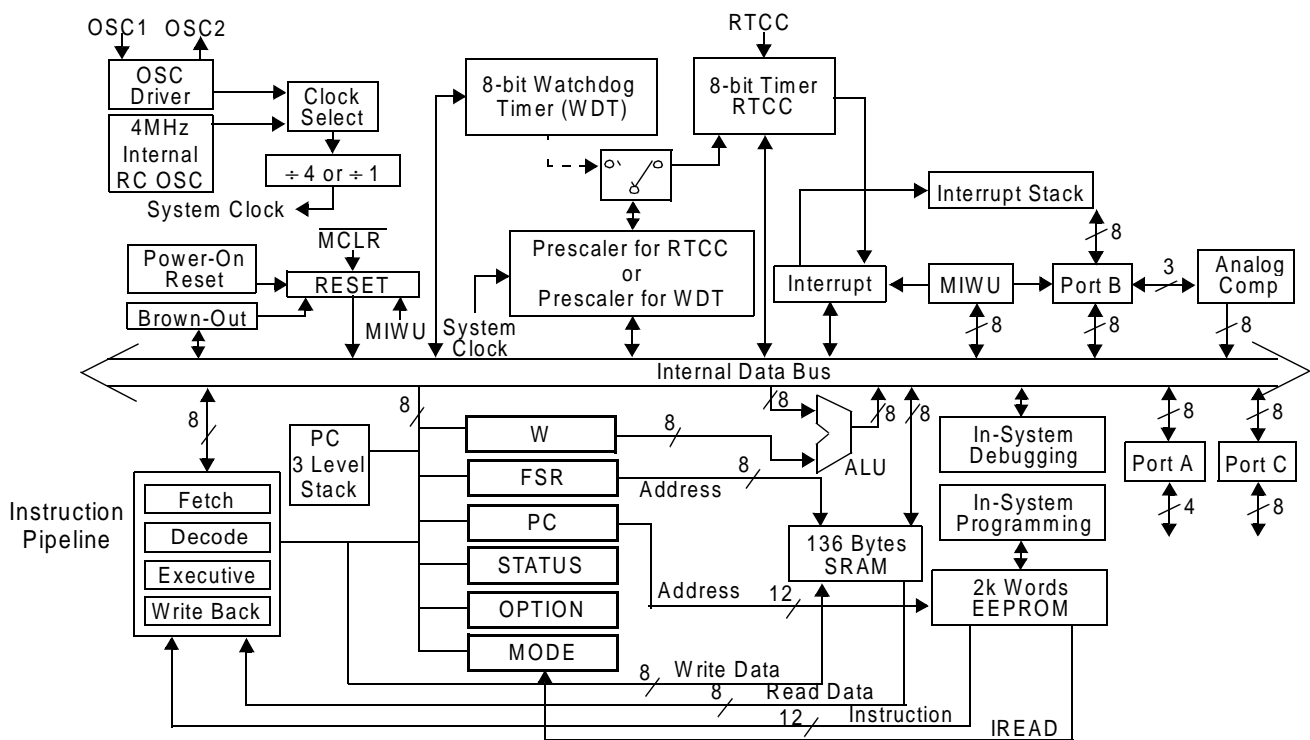 OSC1
OSC2
RTCC
OSC
Driver
Clock
Select
4MHz
Internal
RC OSC
÷4 or ÷1
System Clock
8-bit Watchdog
Timer (WDT)
8-bit Timer
RTCC
Interrupt Stack
8
MCLR
Power-On
Reset
RESET
Brown-Out
MIWU
System
Clock
Prescaler for RTCC
or
Prescaler for WDT
Interrupt
MIWU
Port B
3
Analog
Comp
8
8
8
Internal Data Bus
8
8
8
8
8
8
8
PC
3 Level
Stack
W
8
ALU
FSR
8
Address
In-System
Debugging
Port A
Port C
4
8
Instruction
Pipeline
Fetch
Decode
Executive
Write Back
PC
STATUS
OPTION
MODE
Address
12
136 Bytes
SRAM
In-System
Programming
2k Words
EEPROM
8
Write Data
8
Read Data
12
Instruction
IREAD